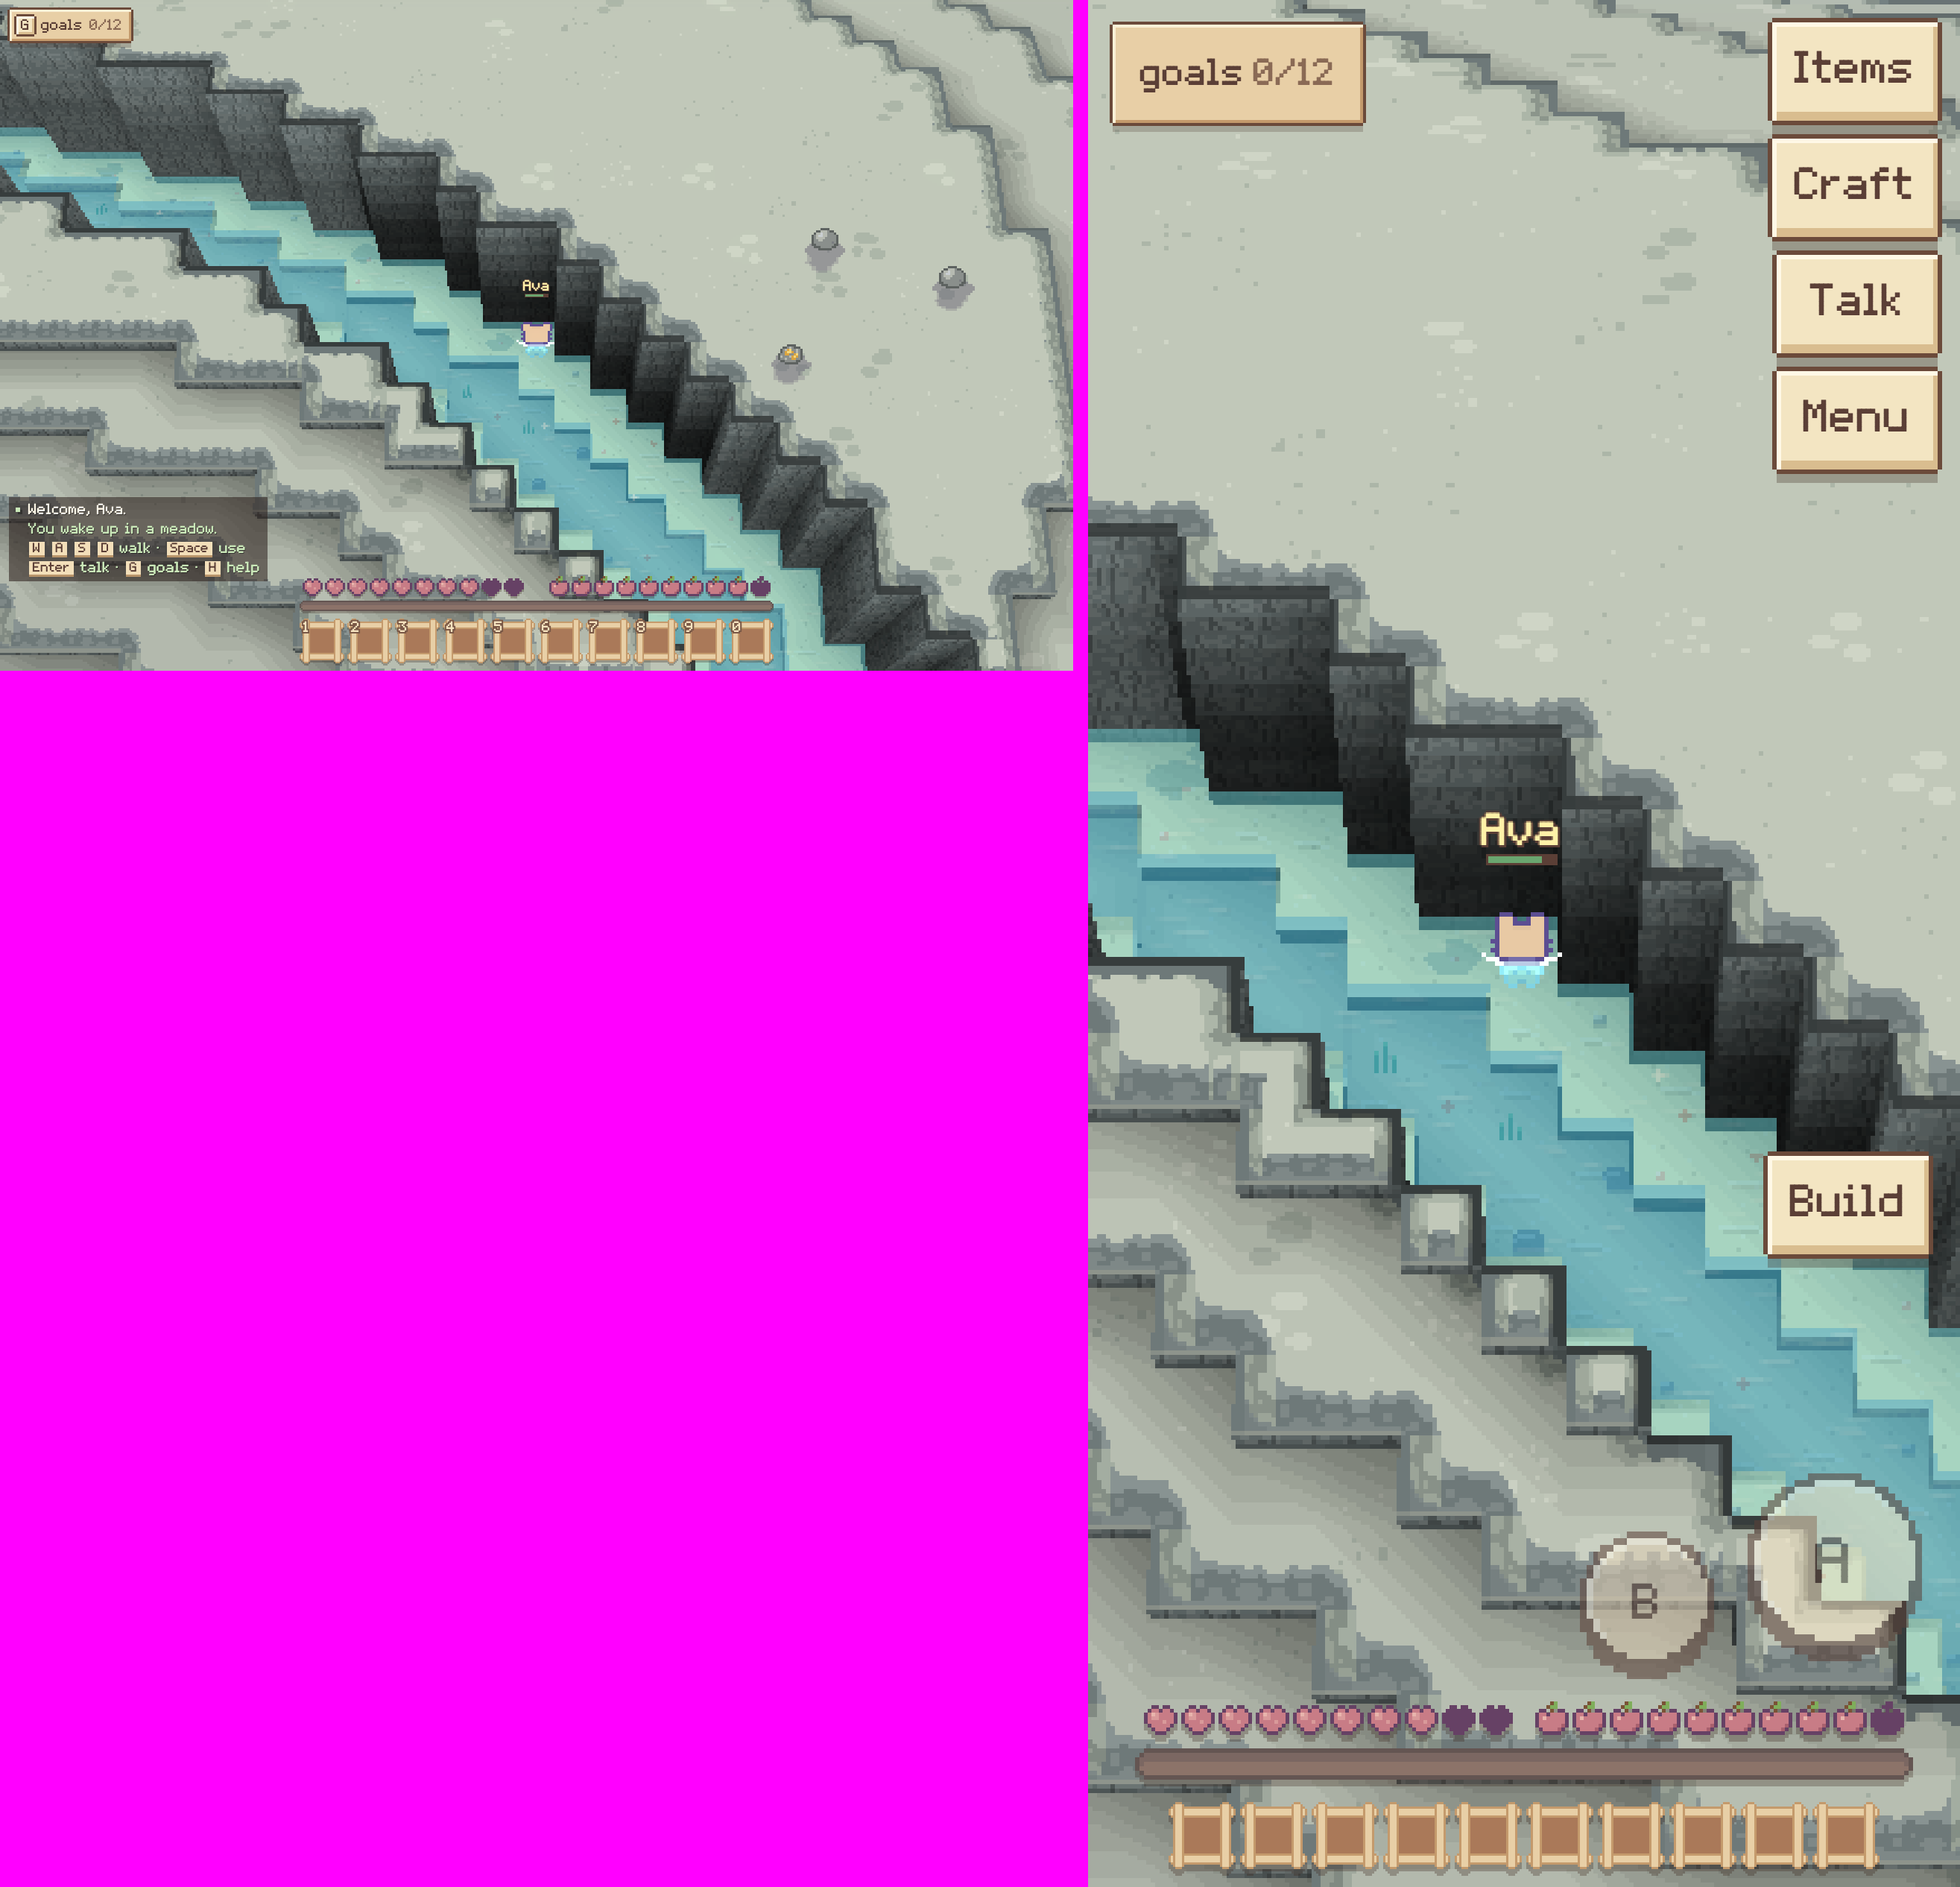 G goals 0/12
Ava
Welcome, Ava.
You wake up in a meadow.
W A S D walk · Space use
Enter talk · G goals · H help
1 2 3 4 5 6 7 8 9 0
goals 0/12
Items
Craft
Talk
Menu
Ava
Build
A
B